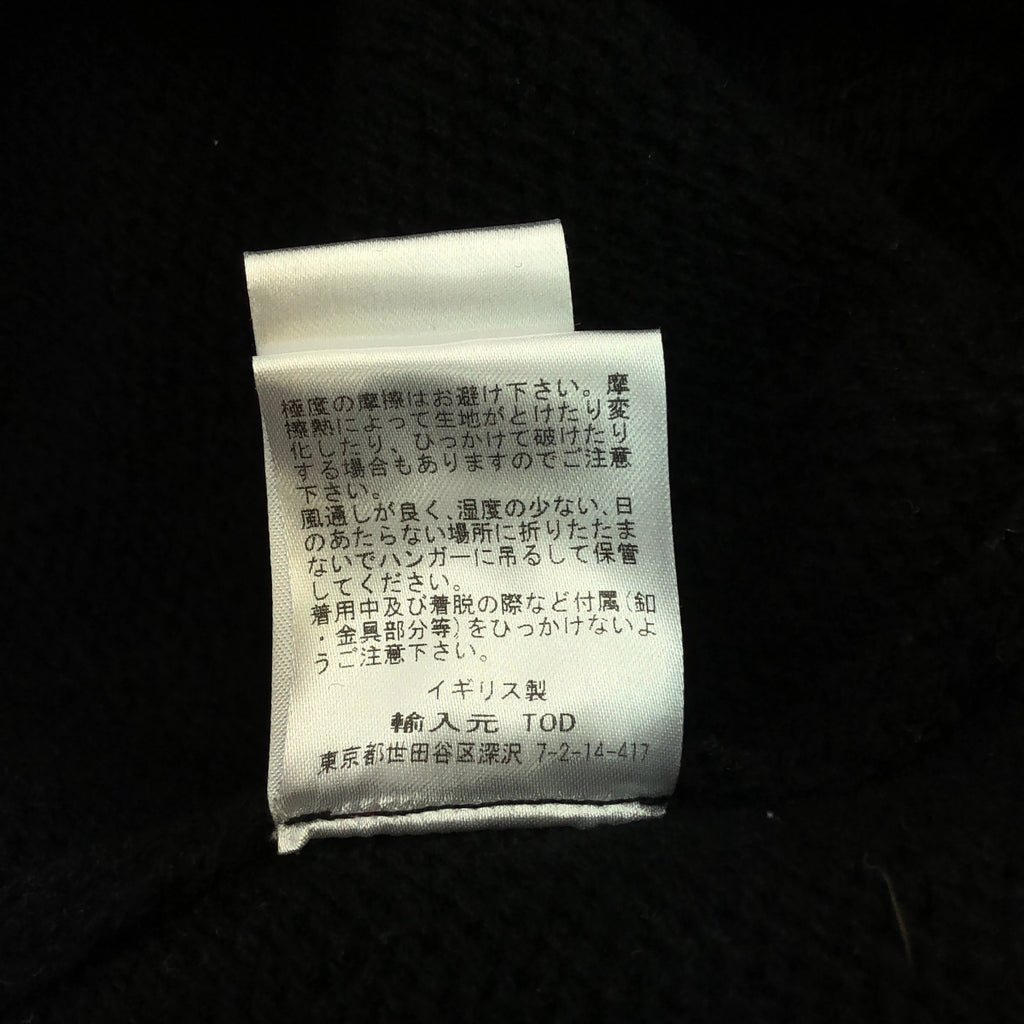 極度の摩擦はお避け下さい。摩
擦熱によって生地がとけたり変
化したり、ひっかけて破けたり
する場合もありますのでご注意
下さい。
風通しが良く、湿度の少ない、日
のあたらない場所に折りたたま
ないでハンガーに吊るして保管
してください。
着用中及び着脱の際など付属(釦
・金具部分等)をひっかけないよ
うご注意下さい。
イギリス製
輸入元 TOD
東京都世田谷区深沢 7-2-14-417